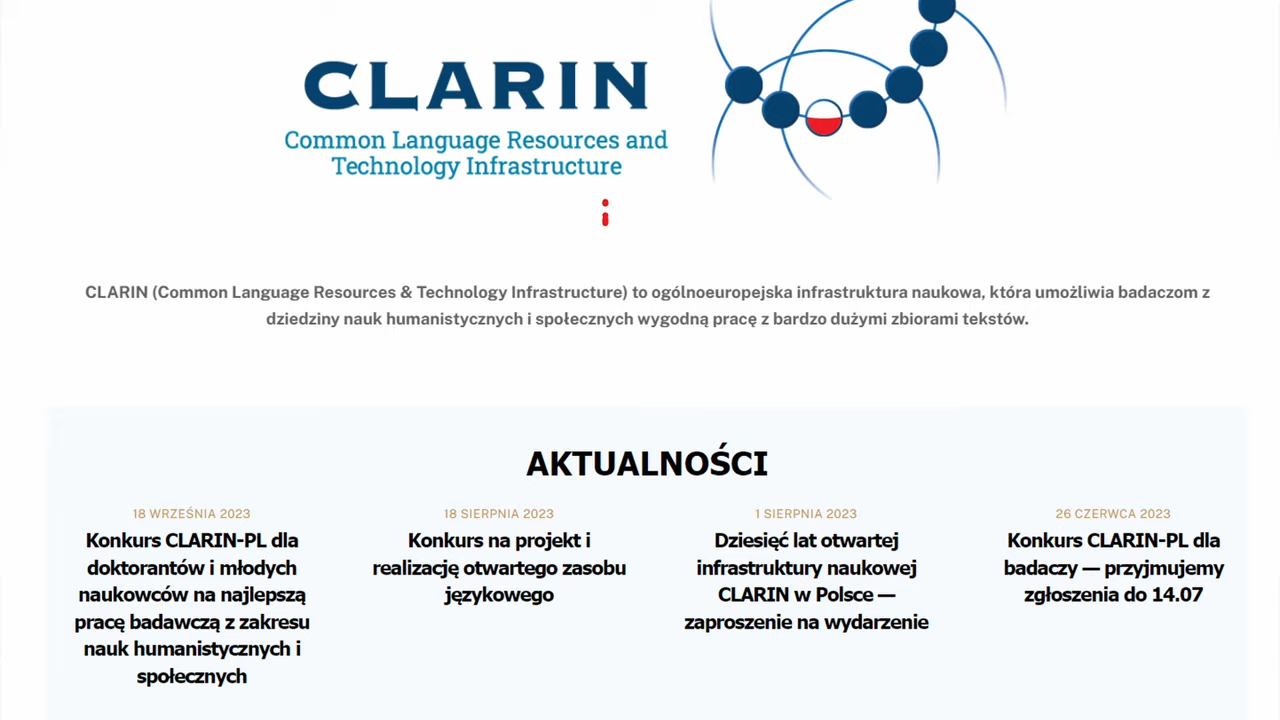 CLARIN
Common Language Resources and
Technology Infrastructure
CLARIN (Common Language Resources & Technology Infrastructure) to ogólnoeuropejska infrastruktura naukowa, która umożliwia badaczom z
dziedziny nauk humanistycznych i społecznych wygodną pracę z bardzo dużymi zbiorami tekstów.
AKTUALNOŚCI
18 WRZEŚNIA 2023
Konkurs CLARIN-PL dla
doktorantów i młodych
naukowców na najlepszą
pracę badawczą z zakresu
nauk humanistycznych i
społecznych
18 SIERPNIA 2023
Konkurs na projekt i
realizację otwartego zasobu
językowego
1 SIERPNIA 2023
Dziesięć lat otwartej
infrastruktury naukowej
CLARIN w Polsce —
zaproszenie na wydarzenie
26 CZERWCA 2023
Konkurs CLARIN-PL dla
badaczy — przyjmujemy
zgłoszenia do 14.07